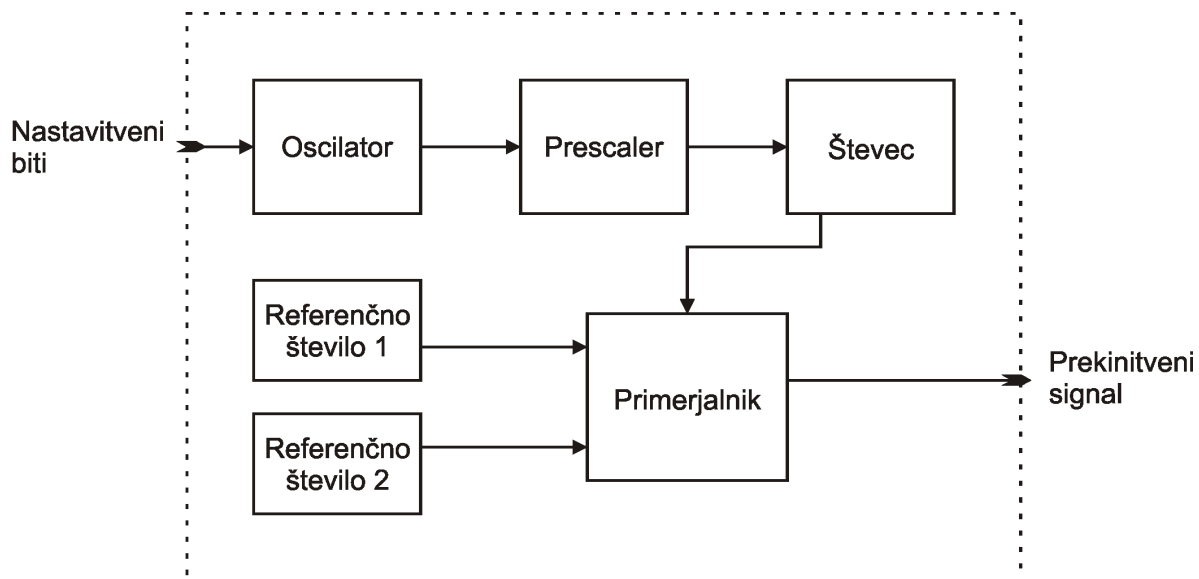 Nastavitveni
biti
Oscilator
Prescaler
Števec
Referenčno
število 1
Referenčno
število 2
Primerjalnik
Prekinitveni
signal